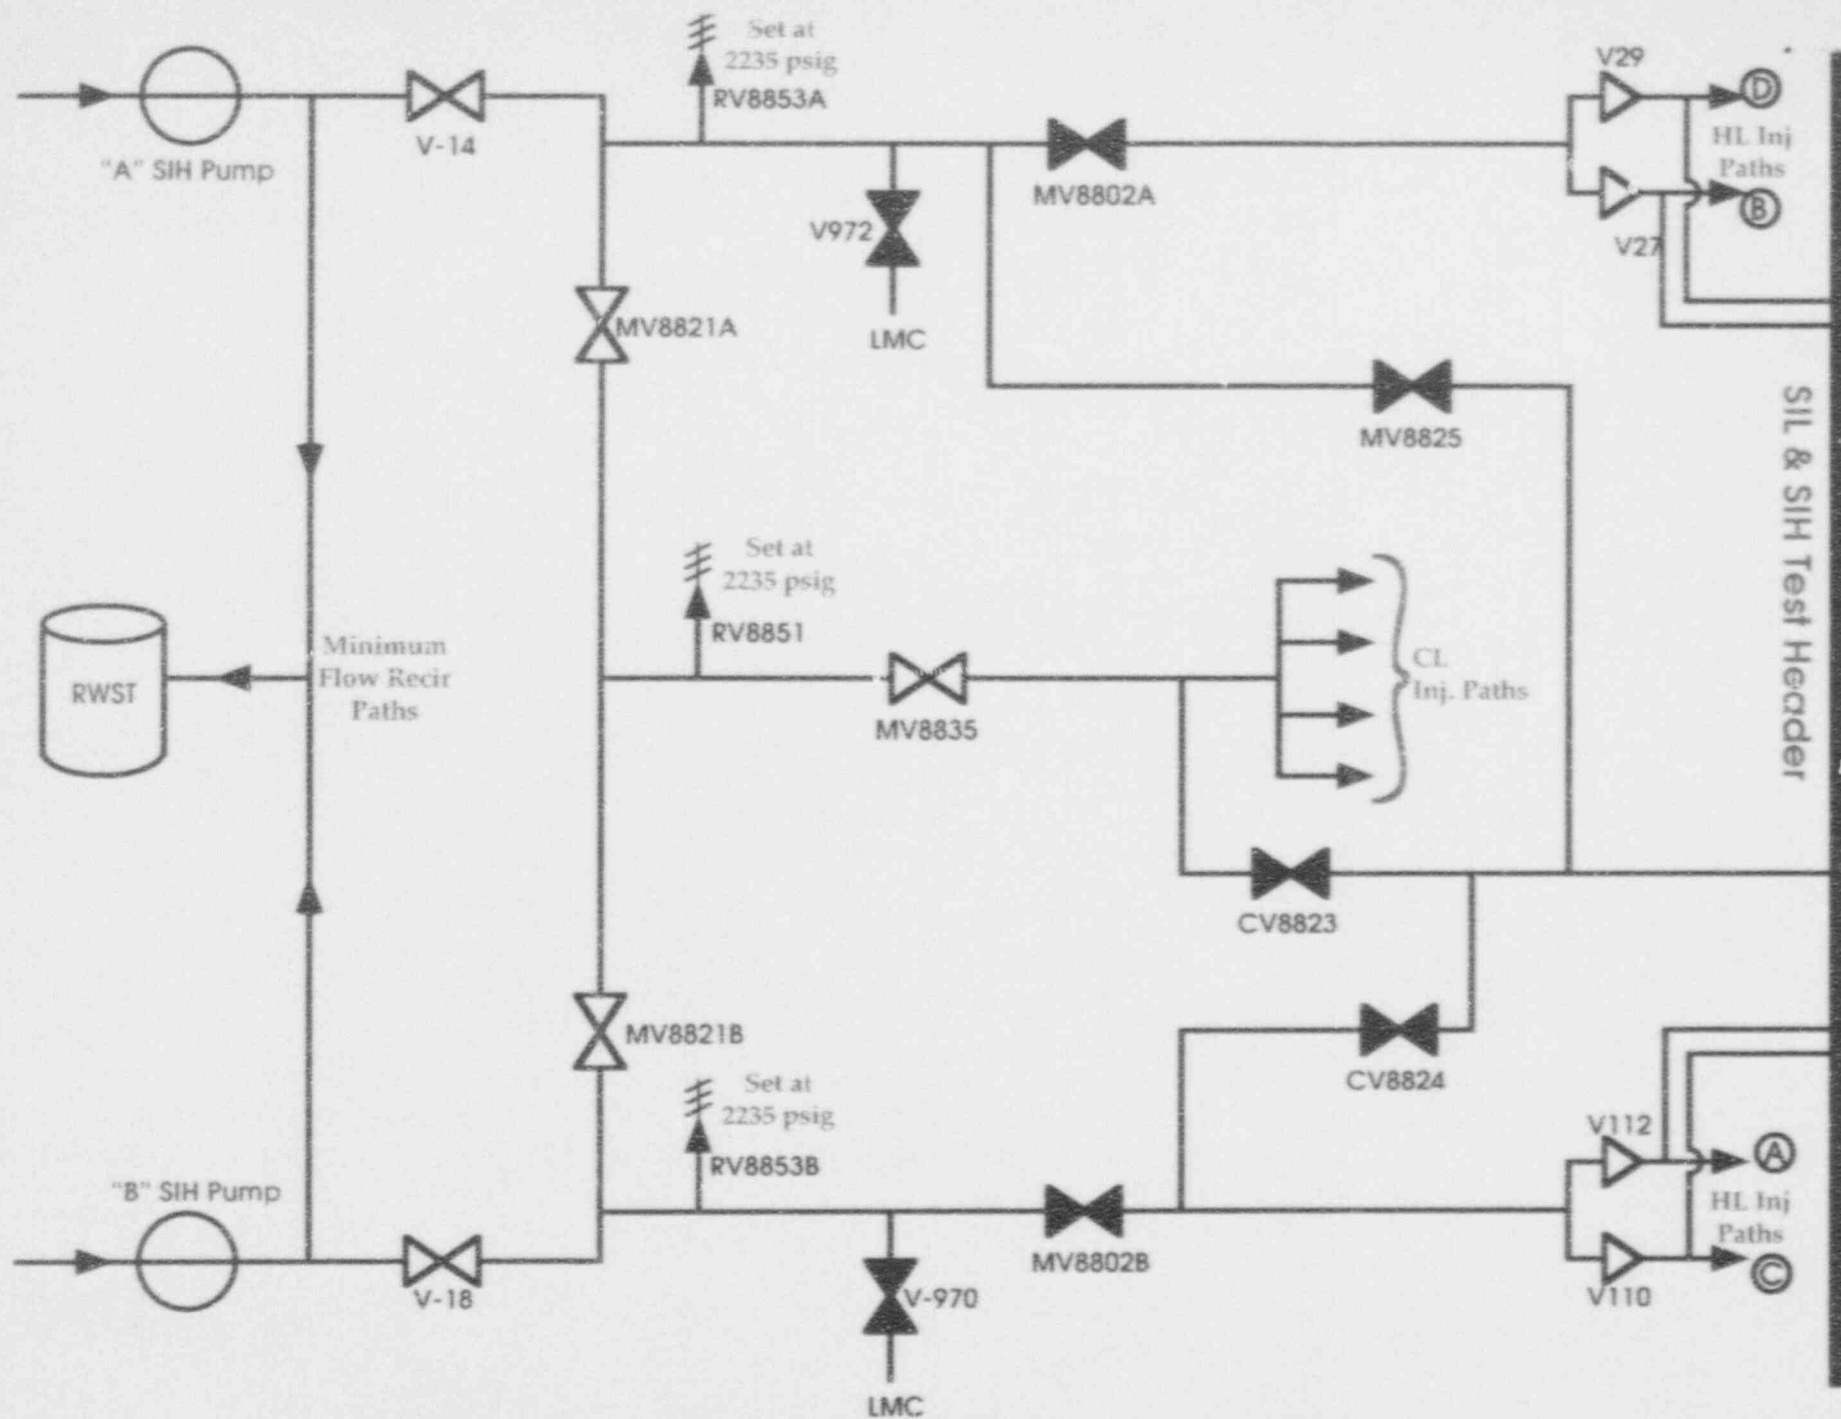 Set at
2235 psig
RV8853A
V-14
"A" SIH Pump
MV8802A
V972
LMC
V29
D
HL Inj
Paths
B
V27
MV8821A
MV8825
SIL & SIH Test Header
Set at
2235 psig
RV8851
RWST
Minimum
Flow Recir
Paths
MV8835
CL
Inj. Paths
CV8823
MV8821B
CV8824
Set at
2235 psig
RV8853B
"B" SIH Pump
V-18
MV8802B
V-970
LMC
V112
A
HL Inj
Paths
C
V110